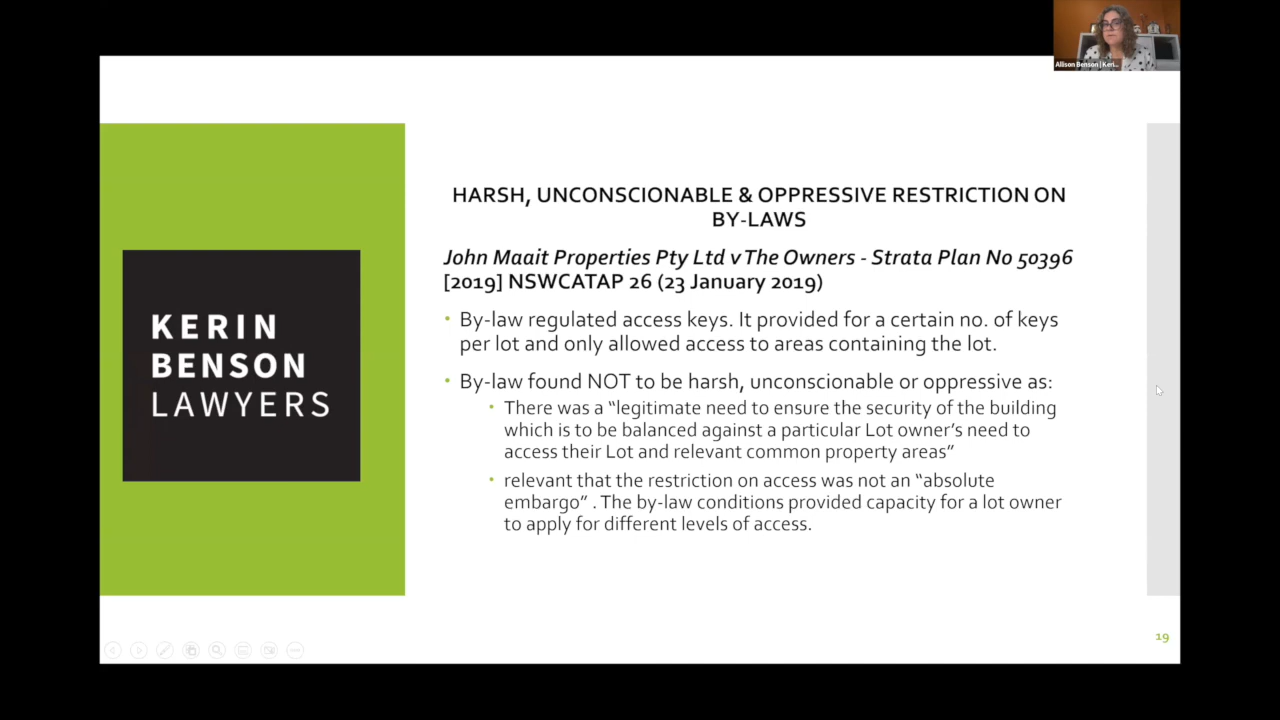 Allison Benson | Keri...
KERIN
BENSON
LAWYERS
HARSH, UNCONSCIONABLE & OPPRESSIVE RESTRICTION ON
BY-LAWS
John Maait Properties Pty Ltd v The Owners - Strata Plan No 50396
[2019] NSWCATAP 26 (23 January 2019)
• By-law regulated access keys. It provided for a certain no. of keys
per lot and only allowed access to areas containing the lot.
• By-law found NOT to be harsh, unconscionable or oppressive as:
• There was a “legitimate need to ensure the security of the building
which is to be balanced against a particular Lot owner’s need to
access their Lot and relevant common property areas”
• relevant that the restriction on access was not an “absolute
embargo” . The by-law conditions provided capacity for a lot owner
to apply for different levels of access.
19